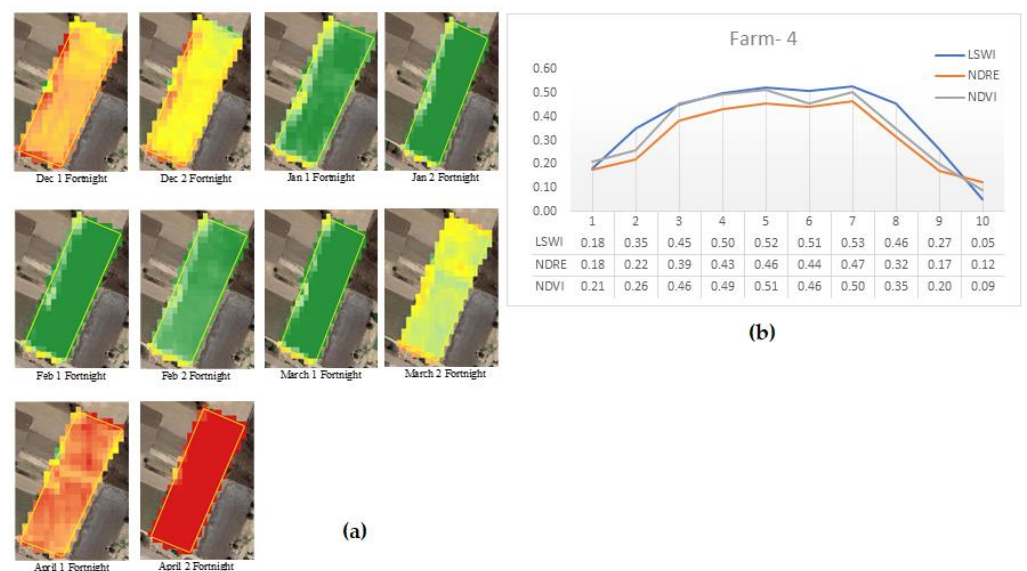 Dec 1 Fortnight
Dec 2 Fortnight
Jan 1 Fortnight
Jan 2 Fortnight
Feb 1 Fortnight
Feb 2 Fortnight
March 1 Fortnight
March 2 Fortnight
April 1 Fortnight
April 2 Fortnight
(a)
Farm- 4
LSWI
NDRE
NDVI
0.60
0.50
0.40
0.30
0.20
0.10
0.00
1 2 3 4 5 6 7 8 9 10
LSWI 0.18 0.35 0.45 0.50 0.52 0.51 0.53 0.46 0.27 0.05
NDRE 0.18 0.22 0.39 0.43 0.46 0.44 0.47 0.32 0.17 0.12
NDVI 0.21 0.26 0.46 0.49 0.51 0.46 0.50 0.35 0.20 0.09
(b)